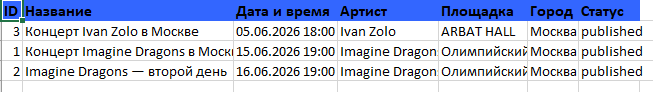 ID Название Дата и время Артист Площадка Город Статус
3 Концерт Ivan Zolo в Москве 05.06.2026 18:00 Ivan Zolo ARBAT HALL Москва published
1 Концерт Imagine Dragons в Моск 15.06.2026 19:00 Imagine Dragon Олимпийский Москва published
2 Imagine Dragons — второй день 16.06.2026 19:00 Imagine Dragon Олимпийский Москва published